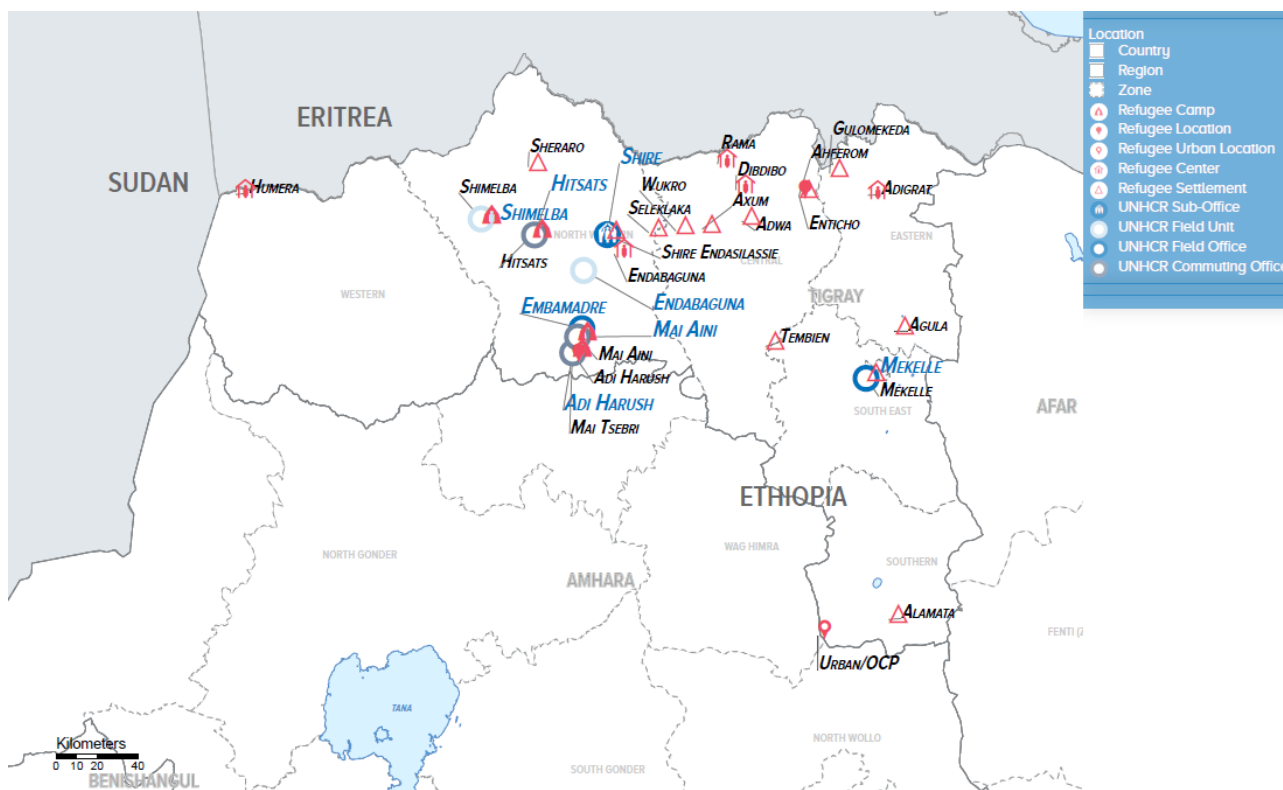 Location
Country
Region
Zone
Refugee Camp
Refugee Location
Refugee Urban Location
Refugee Center
Refugee Settlement
UNHCR Sub-Office
UNHCR Field Unit
UNHCR Field Office
UNHCR Commuting Office
ERITREA
SUDAN
HUMERA
SHERARO
SHIRE
HITSATS
SHIMELBA
SHIMELBA
HITSATS
WUKRO
SELEKLAKA
RAMA
DIBDIBO
AXUM
ADWA
GULOMEKEDA
AHFEROM
ADIGRAT
ENTICHO
EASTERN
NORTH WESTERN
SHIRE ENDASILASSIE
CENTRAL
ENDABAGUNA
WESTERN
TIGRAY
EMBAMADRE
ENDABAGUNA
MAI AINI
AGULA
TEMBIEN
MAI AINI
ADI HARUSH
MEKELLE
MEKELLE
ADI HARUSH
MAI TSEBRI
SOUTH EAST
AFAR
ETHIOPIA
NORTH GONDER
WAG HIMRA
AMHARA
SOUTHERN
ALAMATA
URBAN/OCP
FENTI (Z
TANA
NORTH WOLLO
SOUTH GONDER
Kilometers
0 10 20 40
BENISHANGUL